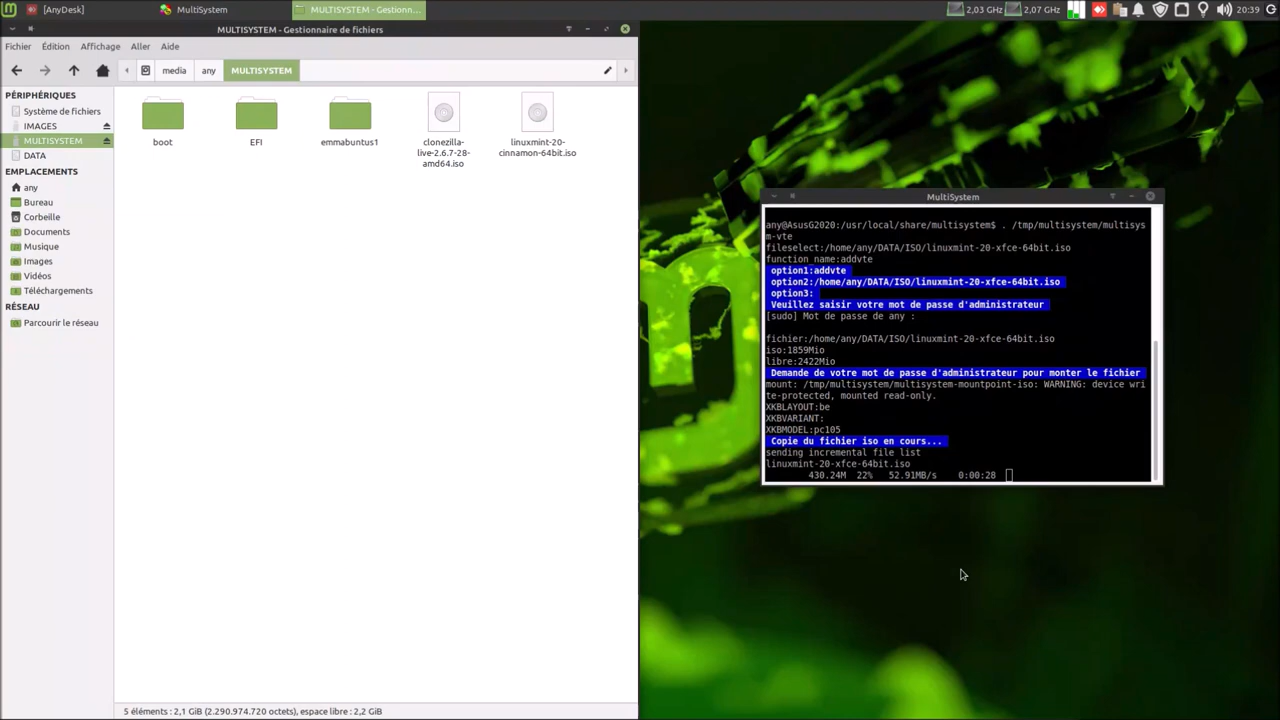 [AnyDesk]
MultiSystem
MULTISYSTEM - Gestionn...
2,03 GHz
2,07 GHz
20:39
MULTISYSTEM - Gestionnaire de fichiers
Fichier
Édition
Affichage
Aller
Aide
media
any
MULTISYSTEM
PÉRIPHÉRIQUES
Système de fichiers
IMAGES
MULTISYSTEM
DATA
EMPLACEMENTS
any
Bureau
Corbeille
Documents
Musique
Images
Vidéos
Téléchargements
RÉSEAU
Parcourir le réseau
boot
EFI
emmabuntus1
clonezilla-
live-2.6.7-28-
amd64.iso
linuxmint-20-
cinnamon-64bit.iso
5 éléments : 2,1 GiB (2.290.974.720 octets), espace libre : 2,2 GiB
MultiSystem
any@AsusG2020:/usr/local/share/multisystem$ . /tmp/multisystem/multisys
m-vte
fileselect:/home/any/DATA/ISO/linuxmint-20-xfce-64bit.iso
function_name:addvte
option1:addvte
option2:/home/any/DATA/ISO/linuxmint-20-xfce-64bit.iso
option3:
Veuillez saisir votre mot de passe d'administrateur
[sudo] Mot de passe de any :
fichier:/home/any/DATA/ISO/linuxmint-20-xfce-64bit.iso
iso:1859Mio
libre:2422Mio
Demande de votre mot de passe d'administrateur pour monter le fichier
mount: /tmp/multisystem/multisystem-mountpoint-iso: WARNING: device wri
te-protected, mounted read-only.
XKBLAYOUT:be
XKBVARIANT:
XKBMODEL:pc105
Copie du fichier iso en cours...
sending incremental file list
linuxmint-20-xfce-64bit.iso
430.24M 22% 52.91MB/s 0:00:28